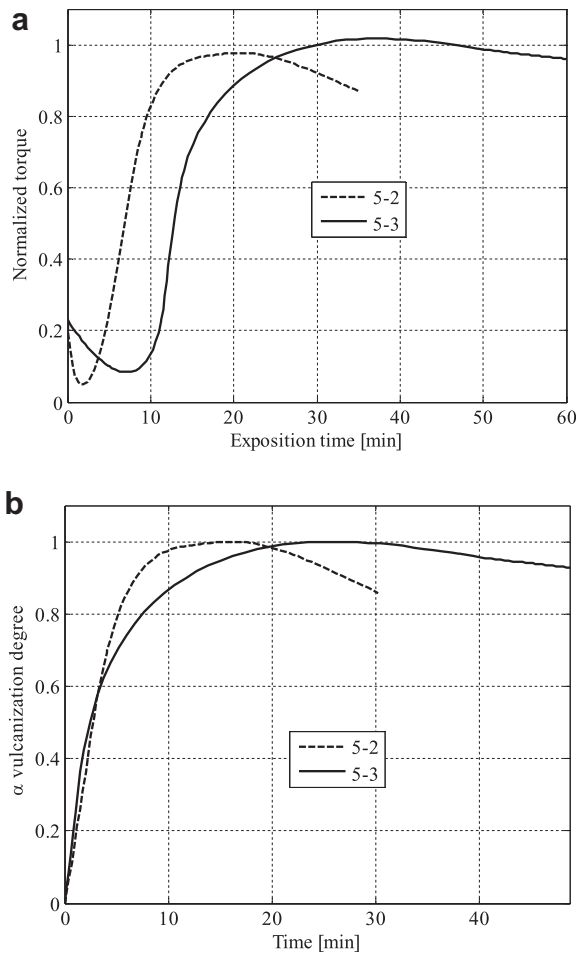 a
1
0.8
0.6
0.4
0.2
0
Normalized torque
5-2
5-3
0 10 20 30 40 50 60
Exposition time [min]
b
1
0.8
0.6
0.4
0.2
0
α vulcanization degree
5-2
5-3
0 10 20 30 40
Time [min]